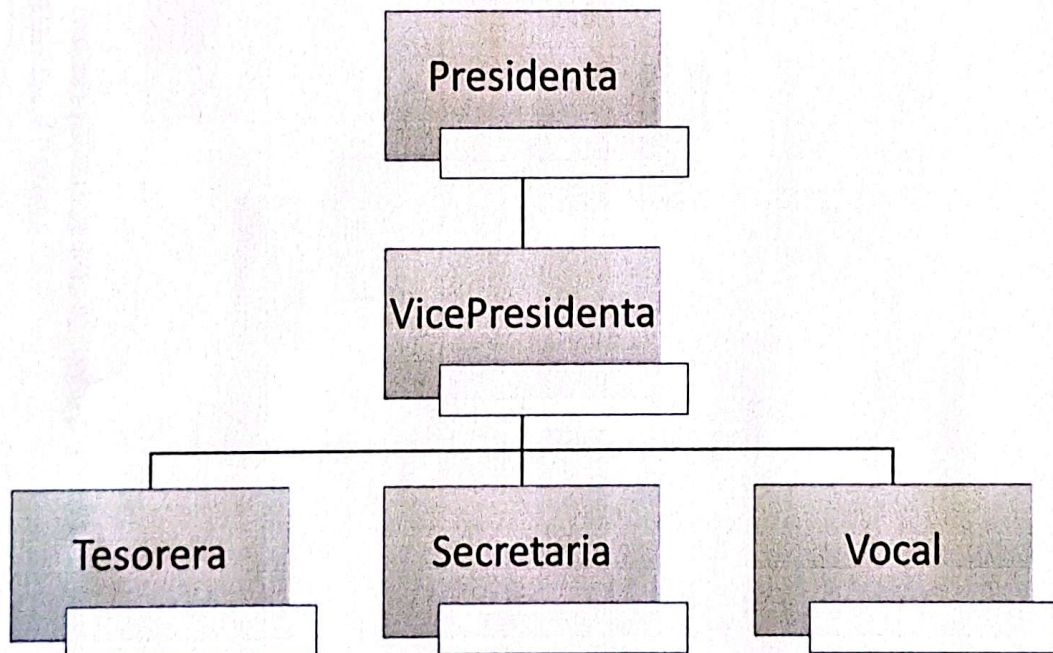 Presidenta
VicePresidenta
Tesorera
Secretaria
Vocal